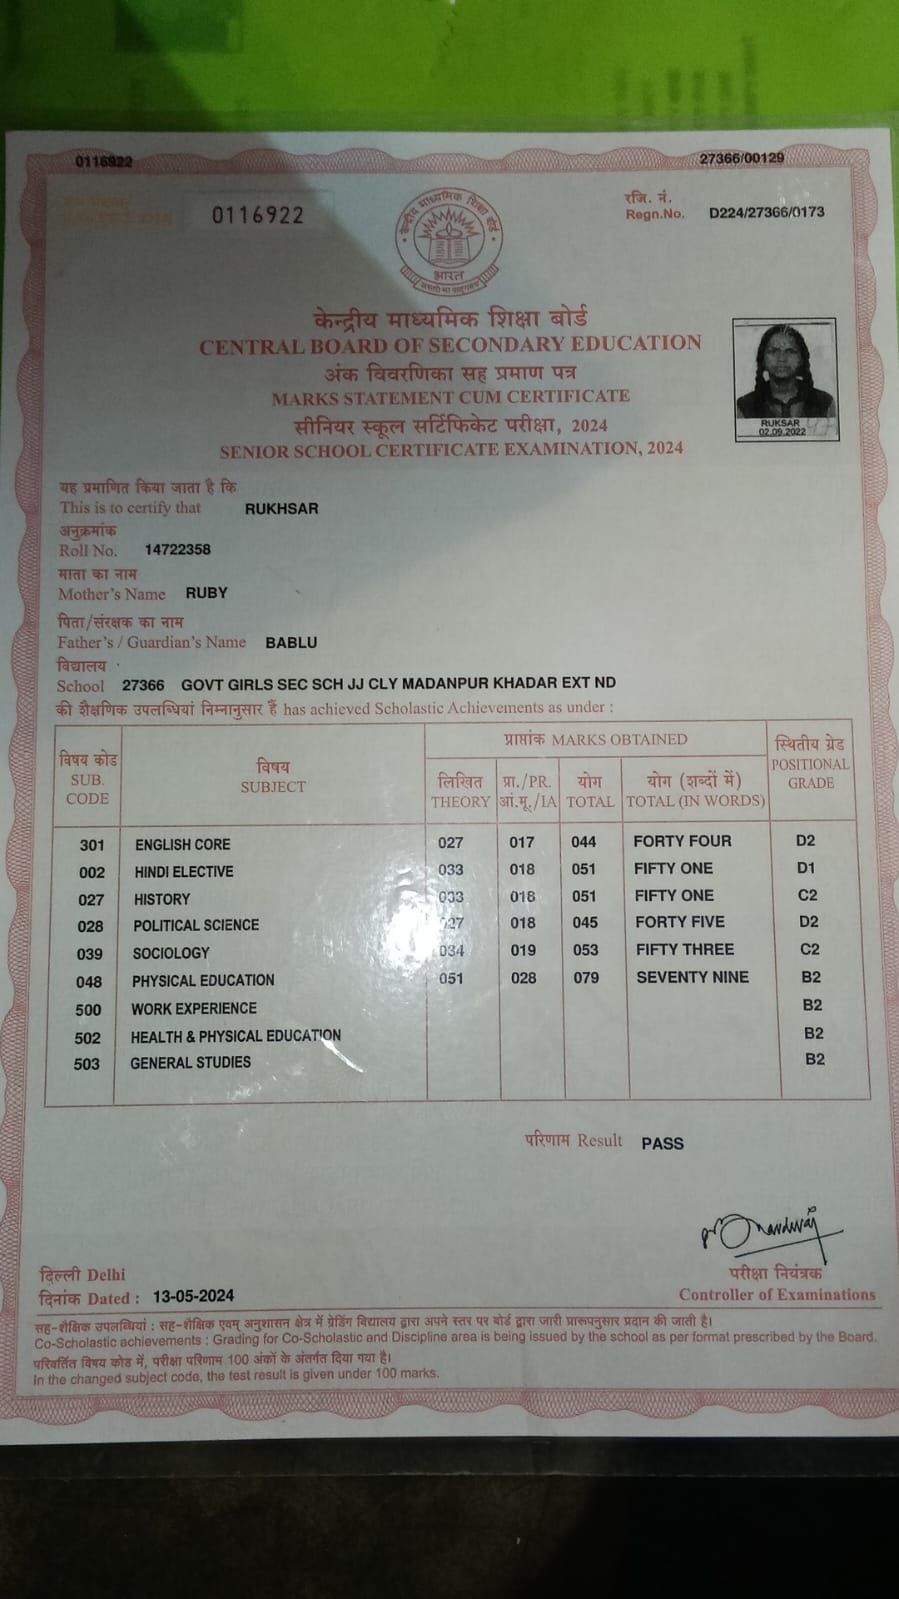 0116922
27366/00129
0116922
रजि. नं.
Regn.No. D224/27366/0173
केन्द्रीय माध्यमिक शिक्षा बोर्ड
भारत
असतो मा सद्गमय
केन्द्रीय माध्यमिक शिक्षा बोर्ड
CENTRAL BOARD OF SECONDARY EDUCATION
अंक विवरणिका सह प्रमाण पत्र
MARKS STATEMENT CUM CERTIFICATE
सीनियर स्कूल सर्टिफिकेट परीक्षा, 2024
SENIOR SCHOOL CERTIFICATE EXAMINATION, 2024
RUKSAR
02.09.2022
यह प्रमाणित किया जाता है कि
This is to certify that RUKHSAR
अनुक्रमांक
Roll No. 14722358
माता का नाम
Mother's Name RUBY
पिता/संरक्षक का नाम
Father's / Guardian's Name BABLU
विद्यालय
School 27366 GOVT GIRLS SEC SCH JJ CLY MADANPUR KHADAR EXT ND
की शैक्षणिक उपलब्धियां निम्नानुसार हैं has achieved Scholastic Achievements as under :
विषय कोड
SUB.
CODE
विषय
SUBJECT
प्राप्तांक MARKS OBTAINED
लिखित
THEORY
प्रा./PR.
आं.मू./IA
योग
TOTAL
योग (शब्दों में)
TOTAL (IN WORDS)
स्थितीय ग्रेड
POSITIONAL
GRADE
301 ENGLISH CORE 027 017 044 FORTY FOUR D2
002 HINDI ELECTIVE 033 018 051 FIFTY ONE D1
027 HISTORY 033 018 051 FIFTY ONE C2
028 POLITICAL SCIENCE 027 018 045 FORTY FIVE D2
039 SOCIOLOGY 034 019 053 FIFTY THREE C2
048 PHYSICAL EDUCATION 051 028 079 SEVENTY NINE B2
500 WORK EXPERIENCE B2
502 HEALTH & PHYSICAL EDUCATION B2
503 GENERAL STUDIES B2
परिणाम Result PASS
दिल्ली Delhi
दिनांक Dated : 13-05-2024
परीक्षा नियंत्रक
Controller of Examinations
सह-शैक्षिक उपलब्धियां : सह-शैक्षिक एवम् अनुशासन क्षेत्र में ग्रेडिंग विद्यालय द्वारा अपने स्तर पर बोर्ड द्वारा जारी प्रारूपनुसार प्रदान की जाती है।
Co-Scholastic achievements : Grading for Co-Scholastic and Discipline area is being issued by the school as per format prescribed by the Board.
परिवर्तित विषय कोड में, परीक्षा परिणाम 100 अंकों के अंतर्गत दिया गया है।
In the changed subject code, the test result is given under 100 marks.